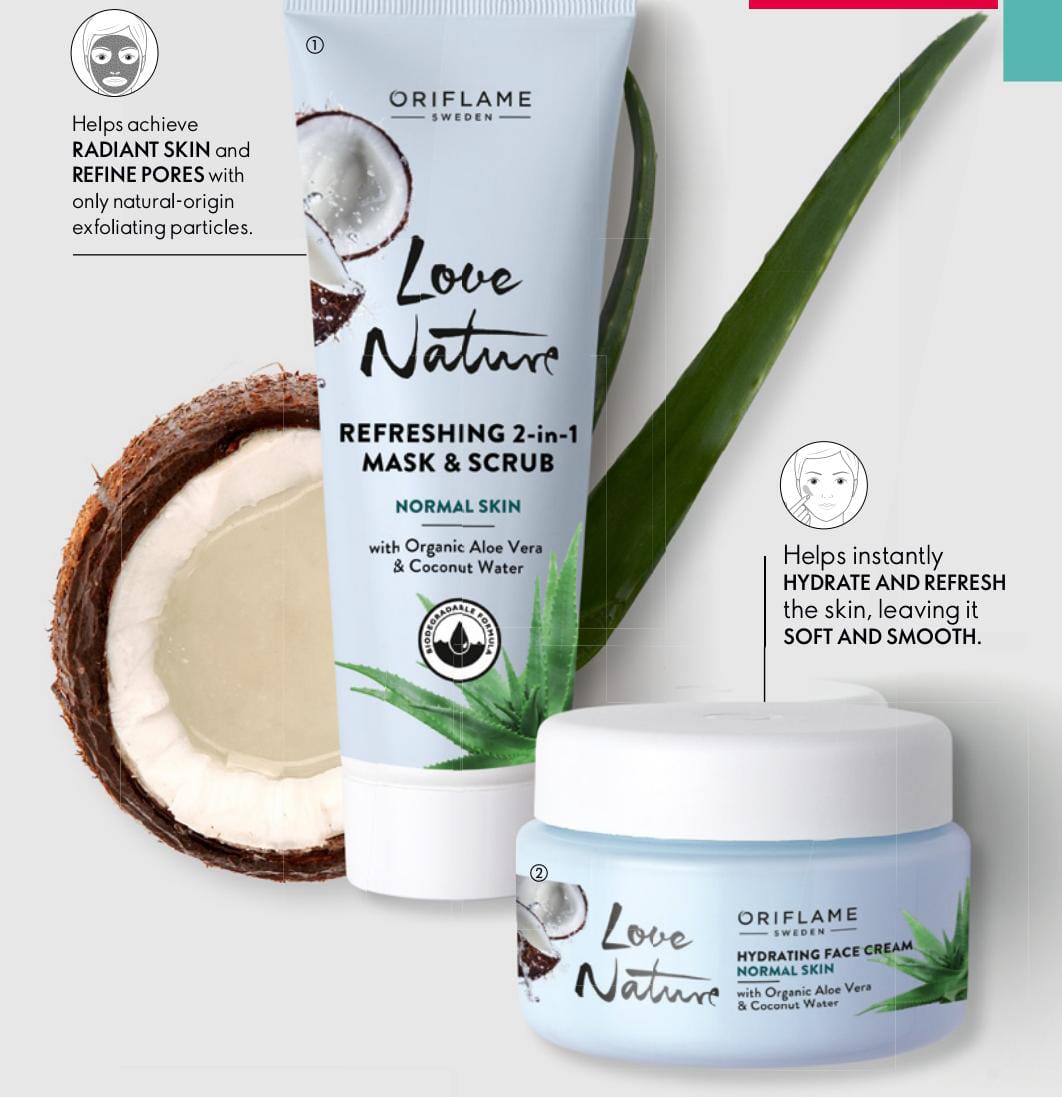 Helps achieve
RADIANT SKIN and
REFINE PORES with
only natural-origin
exfoliating particles.
①
ORIFLAME
SWEDEN
Love
Nature
REFRESHING 2-in-1
MASK & SCRUB
NORMAL SKIN
with Organic Aloe Vera
& Coconut Water
BIODEGRADABLE FORMULA
Helps instantly
HYDRATE AND REFRESH
the skin, leaving it
SOFT AND SMOOTH.
②
Love
Nature
ORIFLAME
SWEDEN
HYDRATING FACE CREAM
NORMAL SKIN
with Organic Aloe Vera
& Coconut Water